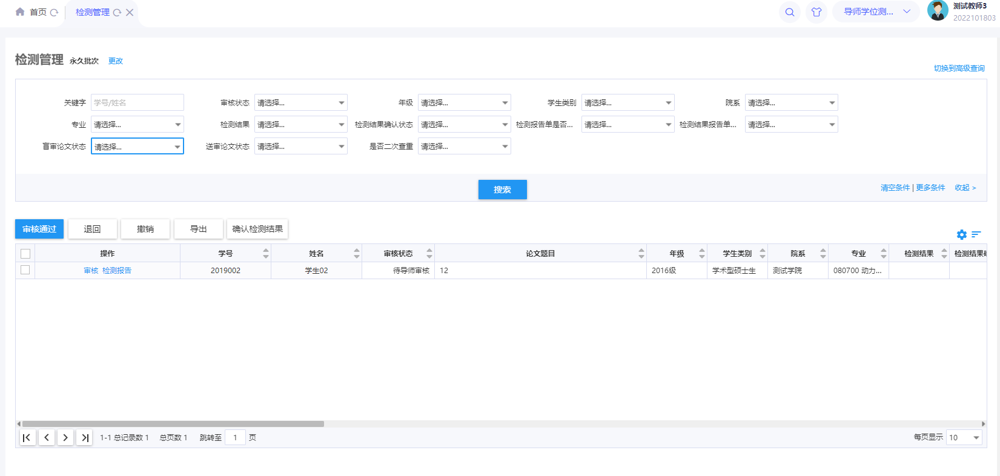 首页 检测管理 导师学位测... 测试教师3
2022101803
检测管理 永久批次 更改
切换到高级查询
关键字 学号/姓名 审核状态 请选择... 年级 请选择... 学生类别 请选择... 院系 请选择...
专业 请选择... 检测结果 请选择... 检测结果确认状态 请选择... 检测报告单是否... 请选择... 检测结果报告单... 请选择...
盲审论文状态 请选择... 送审论文状态 请选择... 是否二次查重 请选择...
搜索 清空条件 | 更多条件 收起 >
审核通过 退回 撤销 导出 确认检测结果
操作 学号 姓名 审核状态 论文题目 年级 学生类别 院系 专业 检测结果 检测结果
审核 检测报告 2019002 学生02 待导师审核 12 2016级 学术型硕士生 测试学院 080700 动力...
1-1 总记录数 1 总页数 1 跳转至 1 页 每页显示 10